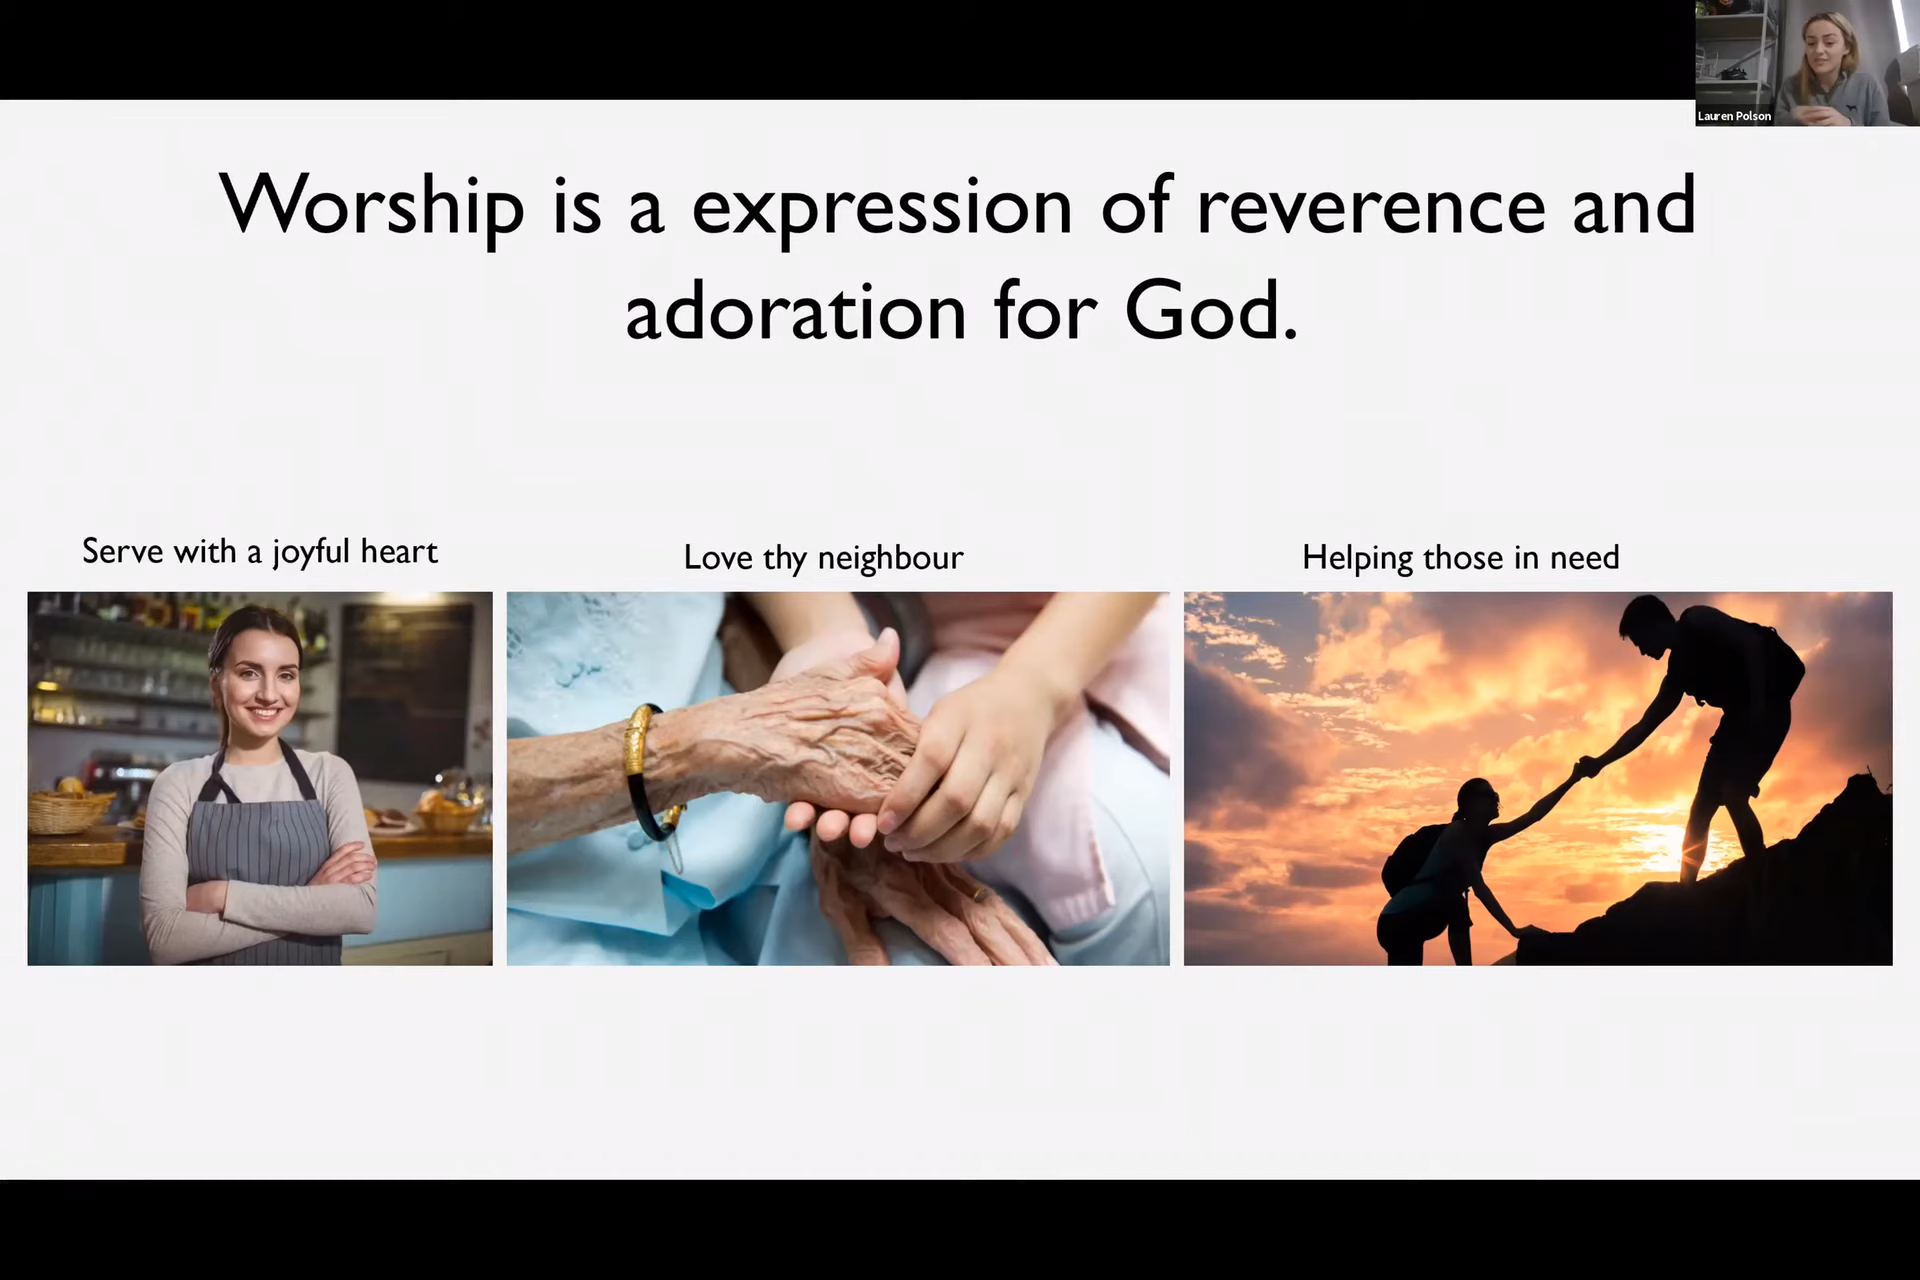 Lauren Polson
Worship is a expression of reverence and
adoration for God.
Serve with a joyful heart
Love thy neighbour
Helping those in need